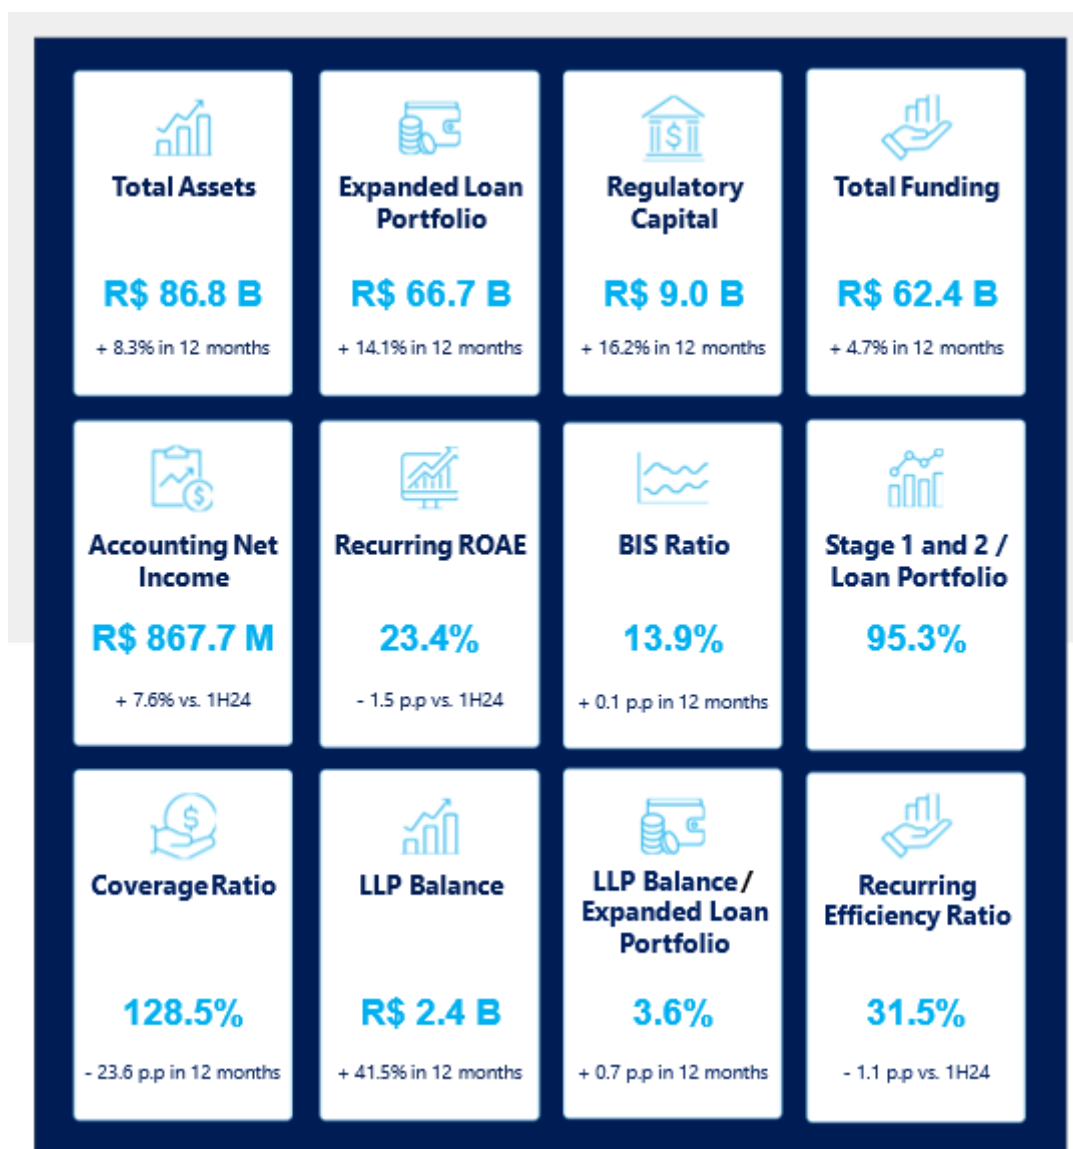 Total Assets
R$ 86.8 B
+ 8.3% in 12 months
Expanded Loan
Portfolio
R$ 66.7 B
+ 14.1% in 12 months
Regulatory
Capital
R$ 9.0 B
+ 16.2% in 12 months
Total Funding
R$ 62.4 B
+ 4.7% in 12 months
Accounting Net
Income
R$ 867.7 M
+ 7.6% vs. 1H24
Recurring ROAE
23.4%
- 1.5 p.p vs. 1H24
BIS Ratio
13.9%
+ 0.1 p.p in 12 months
Stage 1 and 2 /
Loan Portfolio
95.3%
Coverage Ratio
128.5%
- 23.6 p.p in 12 months
LLP Balance
R$ 2.4 B
+ 41.5% in 12 months
LLP Balance /
Expanded Loan
Portfolio
3.6%
+ 0.7 p.p in 12 months
Recurring
Efficiency Ratio
31.5%
- 1.1 p.p vs. 1H24